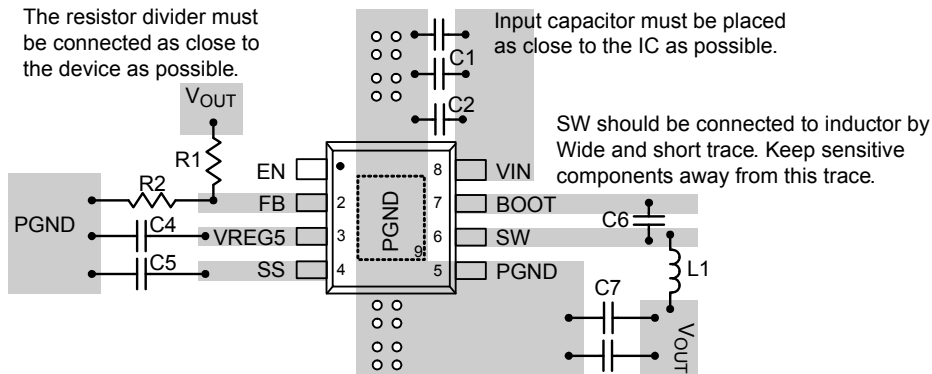 The resistor divider must
be connected as close to
the device as possible.
Input capacitor must be placed
as close to the IC as possible.
C1
C2
VOUT
R1
SW should be connected to inductor by
Wide and short trace. Keep sensitive
components away from this trace.
EN
8
VIN
R2
FB
2
7
BOOT
PGND
C4
VREG5
3
PGND
9
6
SW
C6
C5
SS
4
5
PGND
L1
C7
VOUT